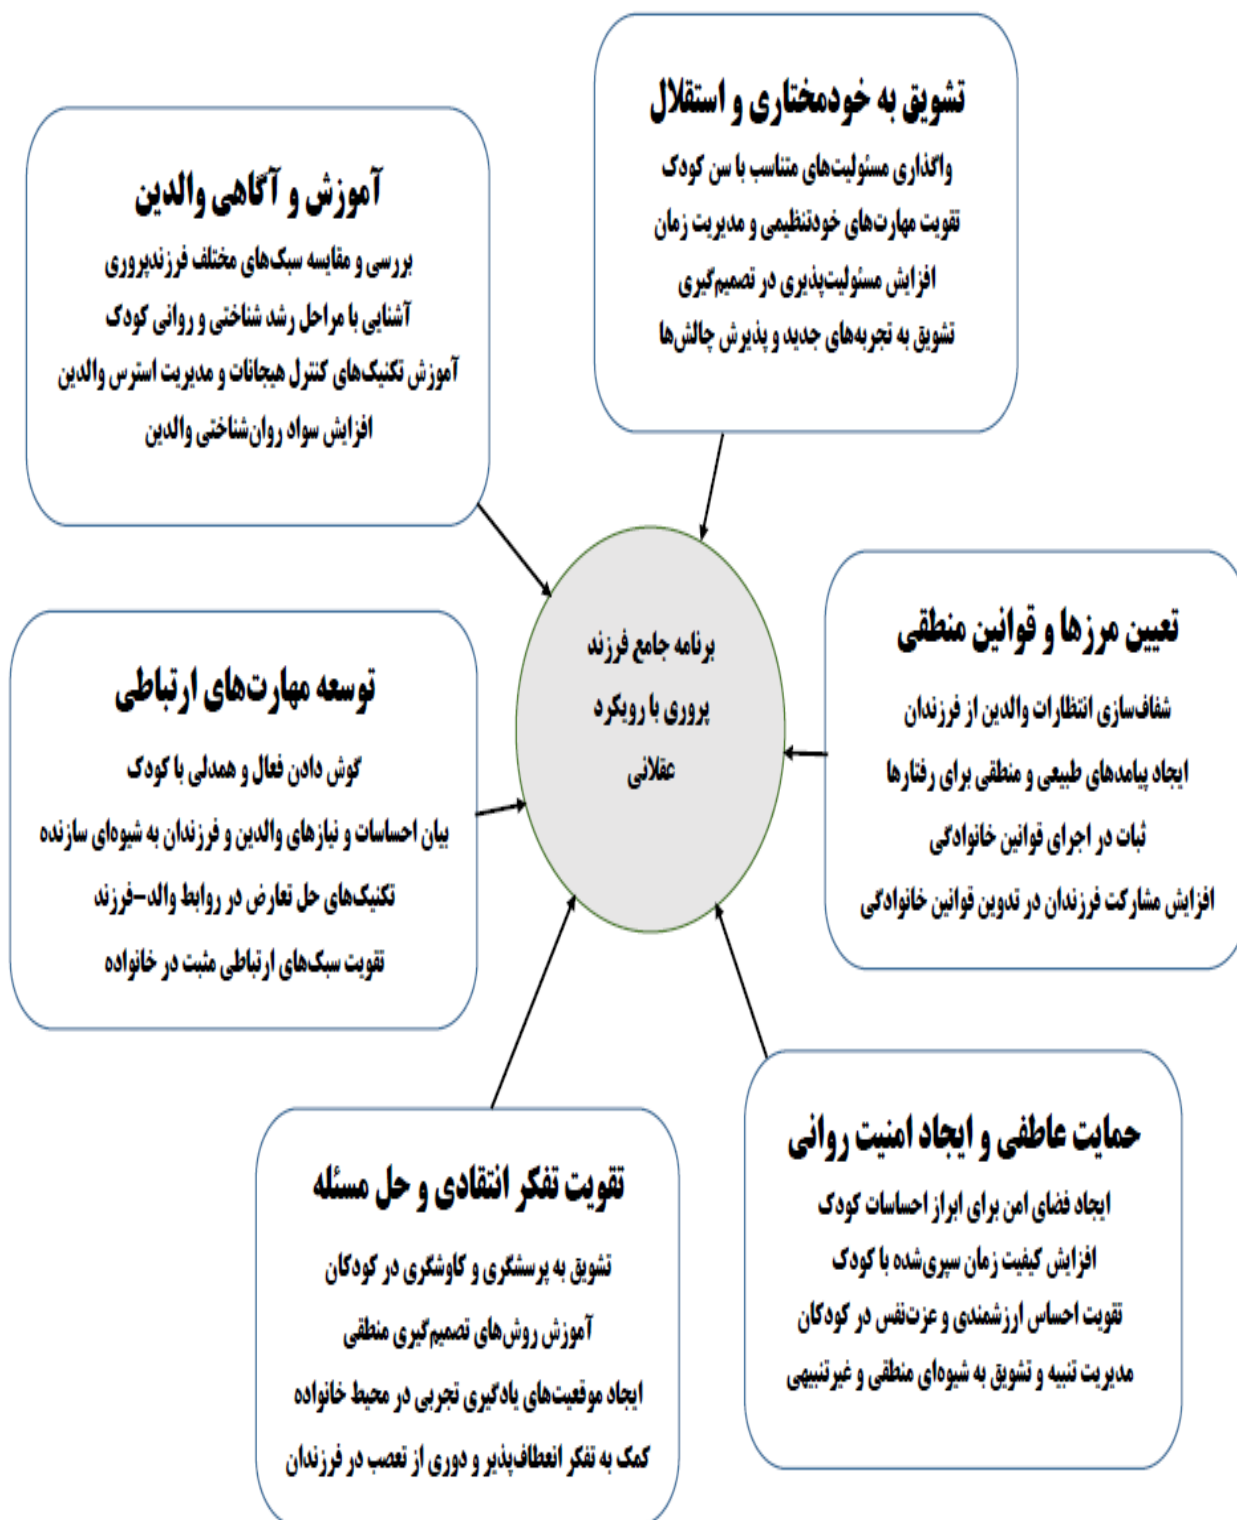 تشویق به خودمختاری و استقلال
واگذاری مسئولیت‌های متناسب با سن کودک
تقویت مهارت‌های خودتنظیمی و مدیریت زمان
افزایش مسئولیت‌پذیری در تصمیم‌گیری
تشویق به تجربه‌های جدید و پذیرش چالش‌ها
آموزش و آگاهی والدین
بررسی و مقایسه سبک‌های مختلف فرزندپروری
آشنایی با مراحل رشد شناختی و روانی کودک
آموزش تکنیک‌های کنترل هیجانات و مدیریت استرس والدین
افزایش سواد روان‌شناختی والدین
برنامه جامع فرزند
پروری با رویکرد
عقلانی
تعیین مرزها و قوانین منطقی
شفاف‌سازی انتظارات والدین از فرزندان
ایجاد پیامدهای طبیعی و منطقی برای رفتارها
ثبات در اجرای قوانین خانوادگی
افزایش مشارکت فرزندان در تدوین قوانین خانوادگی
توسعه مهارت‌های ارتباطی
گوش دادن فعال و همدلی با کودک
بیان احساسات و نیازهای والدین و فرزندان به شیوه‌ای سازنده
تکنیک‌های حل تعارض در روابط والد–فرزند
تقویت سبک‌های ارتباطی مثبت در خانواده
حمایت عاطفی و ایجاد امنیت روانی
ایجاد فضای امن برای ابراز احساسات کودک
افزایش کیفیت زمان سپری‌شده با کودک
تقویت احساس ارزشمندی و عزت‌نفس در کودکان
مدیریت تنبیه و تشویق به شیوه‌ای منطقی و غیرتنبیهی
تقویت تفکر انتقادی و حل مسئله
تشویق به پرسشگری و کاوشگری در کودکان
آموزش روش‌های تصمیم‌گیری منطقی
ایجاد موقعیت‌های یادگیری تجربی در محیط خانواده
کمک به تفکر انعطاف‌پذیر و دوری از تعصب در فرزندان